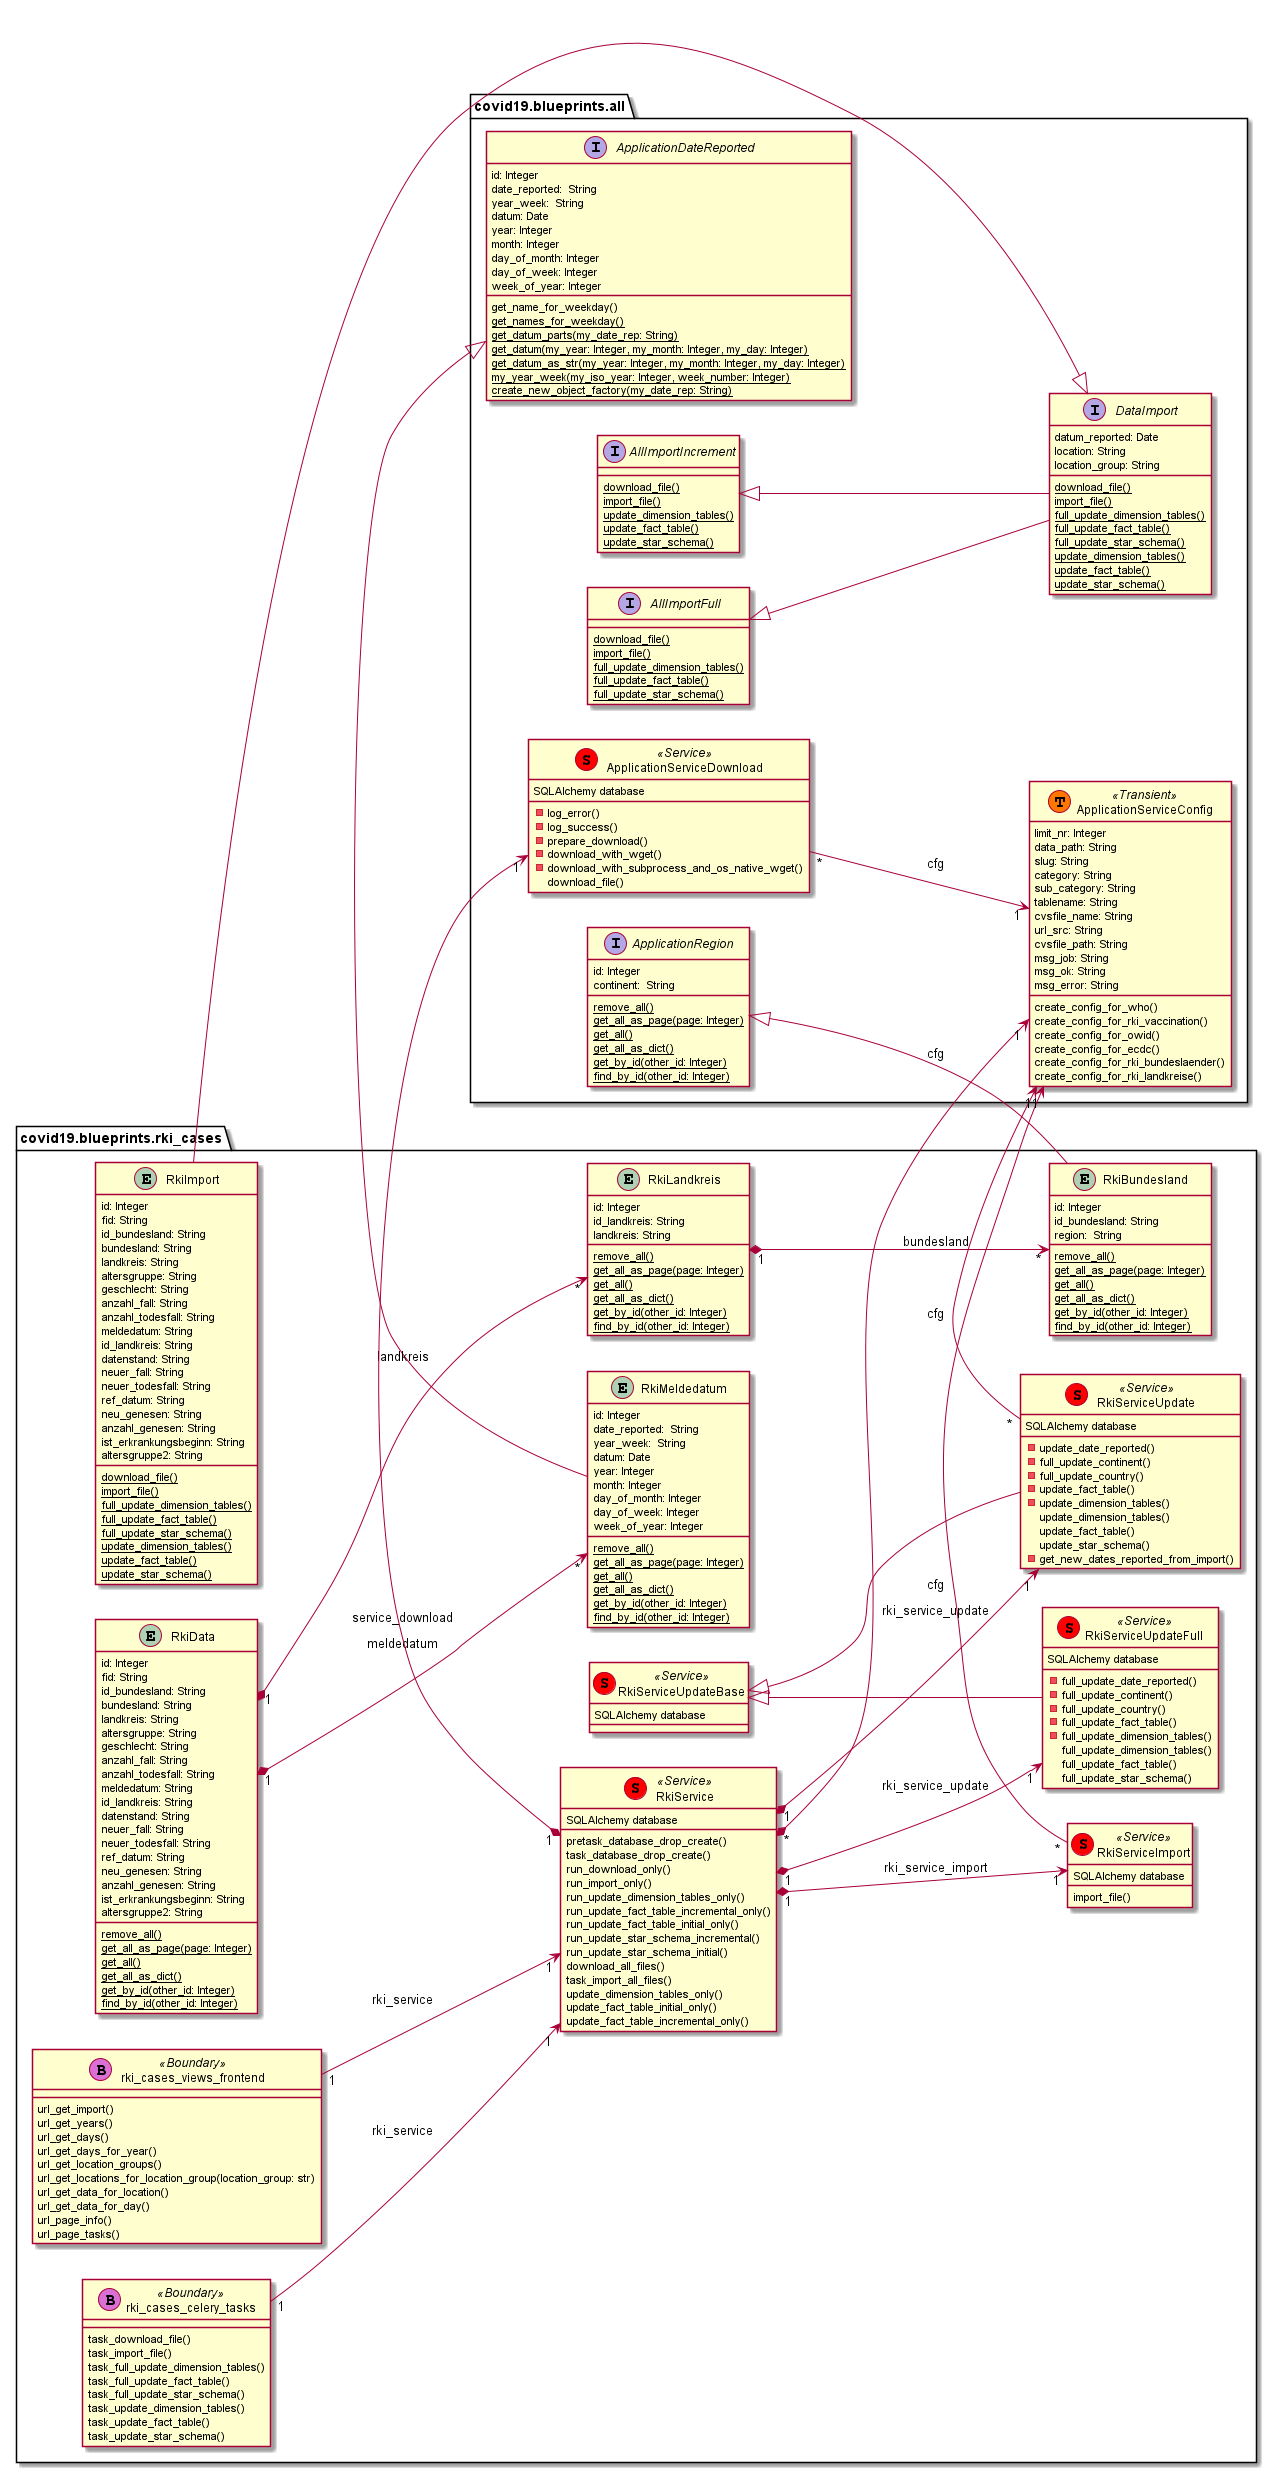 covid19.blueprints.all
ApplicationDateReported
id: Integer
date_reported:  String
year_week:  String
datum: Date
year: Integer
month: Integer
day_of_month: Integer
day_of_week: Integer
week_of_year: Integer
get_name_for_weekday()
get_names_for_weekday()
get_datum_parts(my_date_rep: String)
get_datum(my_year: Integer, my_month: Integer, my_day: Integer)
get_datum_as_str(my_year: Integer, my_month: Integer, my_day: Integer)
my_year_week(my_iso_year: Integer, week_number: Integer)
create_new_object_factory(my_date_rep: String)
DataImport
datum_reported: Date
location: String
location_group: String
download_file()
import_file()
full_update_dimension_tables()
full_update_fact_table()
full_update_star_schema()
update_dimension_tables()
update_fact_table()
update_star_schema()
AllImportIncrement
download_file()
import_file()
update_dimension_tables()
update_fact_table()
update_star_schema()
AllImportFull
download_file()
import_file()
full_update_dimension_tables()
full_update_fact_table()
full_update_star_schema()
«Service»
ApplicationServiceDownload
SQLAlchemy database
log_error()
log_success()
prepare_download()
download_with_wget()
download_with_subprocess_and_os_native_wget()
download_file()
«Transient»
ApplicationServiceConfig
limit_nr: Integer
data_path: String
slug: String
category: String
sub_category: String
tablename: String
cvsfile_name: String
url_src: String
cvsfile_path: String
msg_job: String
msg_ok: String
msg_error: String
create_config_for_who()
create_config_for_rki_vaccination()
create_config_for_owid()
create_config_for_ecdc()
create_config_for_rki_bundeslaender()
create_config_for_rki_landkreise()
ApplicationRegion
id: Integer
continent:  String
remove_all()
get_all_as_page(page: Integer)
get_all()
get_all_as_dict()
get_by_id(other_id: Integer)
find_by_id(other_id: Integer)
cfg
cfg
covid19.blueprints.rki_cases
RkiImport
id: Integer
fid: String
id_bundesland: String
bundesland: String
landkreis: String
altersgruppe: String
geschlecht: String
anzahl_fall: String
anzahl_todesfall: String
meldedatum: String
id_landkreis: String
datenstand: String
neuer_fall: String
neuer_todesfall: String
ref_datum: String
neu_genesen: String
anzahl_genesen: String
ist_erkrankungsbeginn: String
altersgruppe2: String
download_file()
import_file()
full_update_dimension_tables()
full_update_fact_table()
full_update_star_schema()
update_dimension_tables()
update_fact_table()
update_star_schema()
RkiLandkreis
id: Integer
id_landkreis: String
landkreis: String
remove_all()
get_all_as_page(page: Integer)
get_all()
get_all_as_dict()
get_by_id(other_id: Integer)
find_by_id(other_id: Integer)
bundesland
RkiBundesland
id: Integer
id_bundesland: String
region:  String
remove_all()
get_all_as_page(page: Integer)
get_all()
get_all_as_dict()
get_by_id(other_id: Integer)
find_by_id(other_id: Integer)
cfg
landkreis
RkiMeldedatum
id: Integer
date_reported:  String
year_week:  String
datum: Date
year: Integer
month: Integer
day_of_month: Integer
day_of_week: Integer
week_of_year: Integer
remove_all()
get_all_as_page(page: Integer)
get_all()
get_all_as_dict()
get_by_id(other_id: Integer)
find_by_id(other_id: Integer)
«Service»
RkiServiceUpdate
SQLAlchemy database
update_date_reported()
full_update_continent()
full_update_country()
update_fact_table()
update_dimension_tables()
update_dimension_tables()
update_fact_table()
update_star_schema()
get_new_dates_reported_from_import()
cfg
rki_service_update
service_download
meldedatum
RkiData
id: Integer
fid: String
id_bundesland: String
bundesland: String
landkreis: String
altersgruppe: String
geschlecht: String
anzahl_fall: String
anzahl_todesfall: String
meldedatum: String
id_landkreis: String
datenstand: String
neuer_fall: String
neuer_todesfall: String
ref_datum: String
neu_genesen: String
anzahl_genesen: String
ist_erkrankungsbeginn: String
altersgruppe2: String
remove_all()
get_all_as_page(page: Integer)
get_all()
get_all_as_dict()
get_by_id(other_id: Integer)
find_by_id(other_id: Integer)
«Service»
RkiServiceUpdateBase
SQLAlchemy database
«Service»
RkiServiceUpdateFull
SQLAlchemy database
full_update_date_reported()
full_update_continent()
full_update_country()
full_update_fact_table()
full_update_dimension_tables()
full_update_dimension_tables()
full_update_fact_table()
full_update_star_schema()
«Service»
RkiService
SQLAlchemy database
pretask_database_drop_create()
task_database_drop_create()
run_download_only()
run_import_only()
run_update_dimension_tables_only()
run_update_fact_table_incremental_only()
run_update_fact_table_initial_only()
run_update_star_schema_incremental()
run_update_star_schema_initial()
download_all_files()
task_import_all_files()
update_dimension_tables_only()
update_fact_table_initial_only()
update_fact_table_incremental_only()
rki_service_update
rki_service_import
«Service»
RkiServiceImport
SQLAlchemy database
import_file()
rki_service
«Boundary»
rki_cases_views_frontend
url_get_import()
url_get_years()
url_get_days()
url_get_days_for_year()
url_get_location_groups()
url_get_locations_for_location_group(location_group: str)
url_get_data_for_location()
url_get_data_for_day()
url_page_info()
url_page_tasks()
rki_service
«Boundary»
rki_cases_celery_tasks
task_download_file()
task_import_file()
task_full_update_dimension_tables()
task_full_update_fact_table()
task_full_update_star_schema()
task_update_dimension_tables()
task_update_fact_table()
task_update_star_schema()